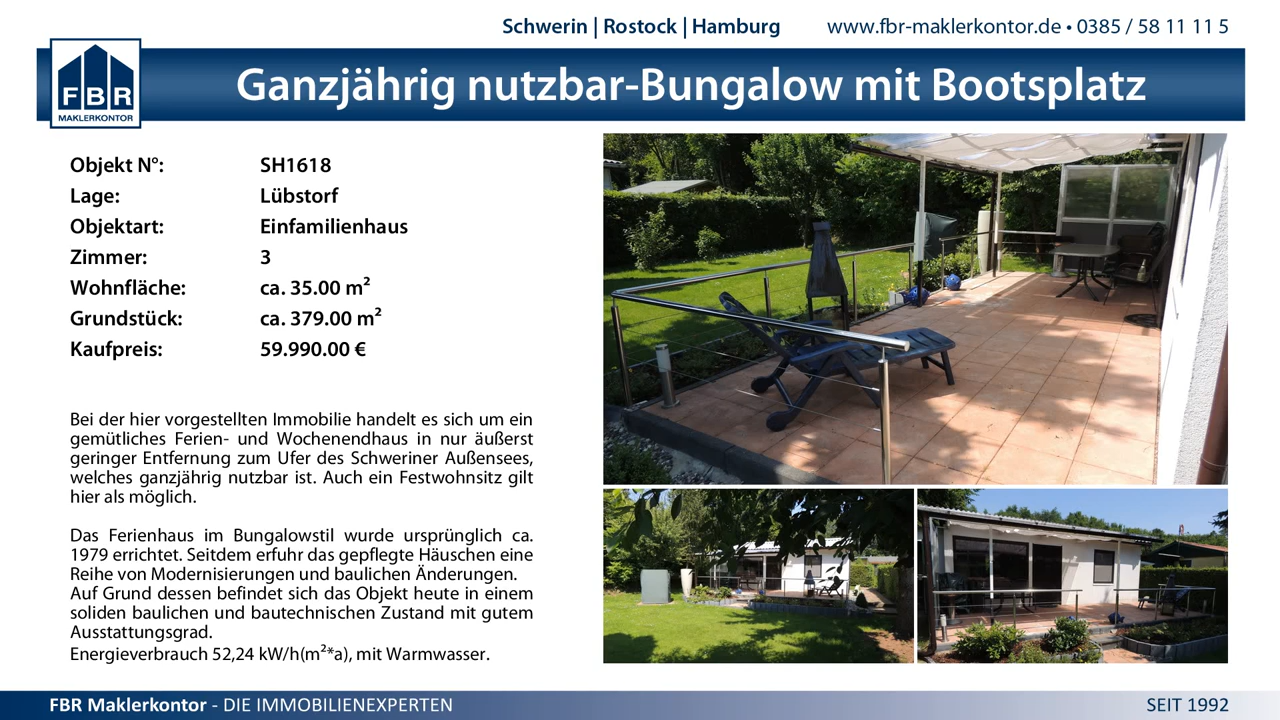 Schwerin | Rostock | Hamburg www.fbr-maklerkontor.de • 0385 / 58 11 11 5
FBR
MAKLERKONTOR
Ganzjährig nutzbar-Bungalow mit Bootsplatz
Objekt N°: SH1618
Lage: Lübstorf
Objektart: Einfamilienhaus
Zimmer: 3
Wohnfläche: ca. 35.00 m²
Grundstück: ca. 379.00 m²
Kaufpreis: 59.990.00 €
Bei der hier vorgestellten Immobilie handelt es sich um ein
gemütliches Ferien- und Wochenendhaus in nur äußerst
geringer Entfernung zum Ufer des Schweriner Außensees,
welches ganzjährig nutzbar ist. Auch ein Festwohnsitz gilt
hier als möglich.
Das Ferienhaus im Bungalowstil wurde ursprünglich ca.
1979 errichtet. Seitdem erfuhr das gepflegte Häuschen eine
Reihe von Modernisierungen und baulichen Änderungen.
Auf Grund dessen befindet sich das Objekt heute in einem
soliden baulichen und bautechnischen Zustand mit gutem
Ausstattungsgrad.
Energieverbrauch 52,24 kW/h(m²*a), mit Warmwasser.
FBR Maklerkontor - DIE IMMOBILIENEXPERTEN SEIT 1992